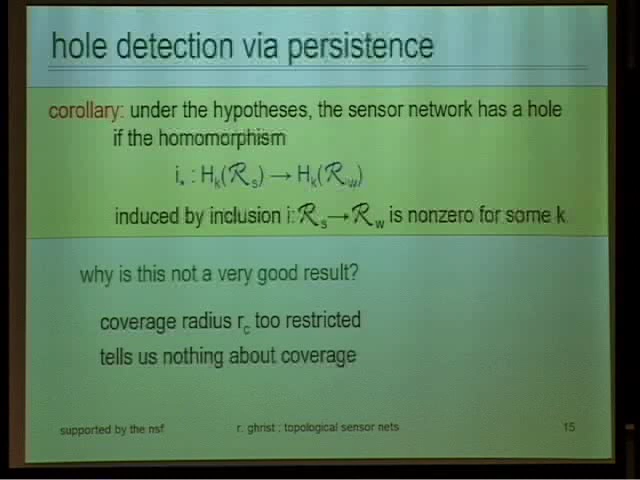 hole detection via persistence
corollary: under the hypotheses, the sensor network has a hole
if the homomorphism
i* : Hk(ℛs) → Hk(ℛw)
induced by inclusion i:ℛs→ℛw is nonzero for some k
why is this not a very good result?
coverage radius rc too restricted
tells us nothing about coverage
supported by the nsf
r. ghrist : topological sensor nets
15